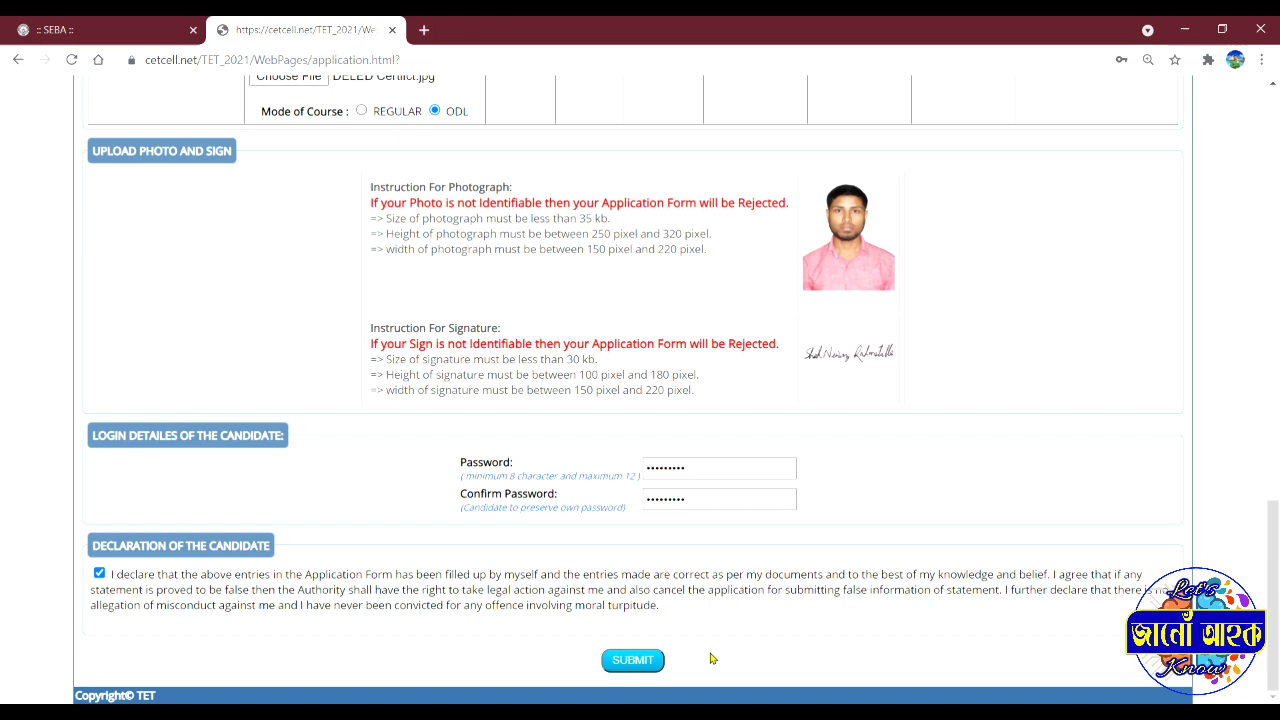 :: SEBA ::
https://cetcell.net/TET_2021/We
cetcell.net/TET_2021/WebPages/application.html?
Choose File DELED Certifct.jpg
Mode of Course : REGULAR ODL
UPLOAD PHOTO AND SIGN
Instruction For Photograph:
If your Photo is not Identifiable then your Application Form will be Rejected.
=> Size of photograph must be less than 35 kb.
=> Height of photograph must be between 250 pixel and 320 pixel.
=> width of photograph must be between 150 pixel and 220 pixel.
Instruction For Signature:
If your Sign is not Identifiable then your Application Form will be Rejected.
=> Size of signature must be less than 30 kb.
=> Height of signature must be between 100 pixel and 180 pixel.
=> width of signature must be between 150 pixel and 220 pixel.
LOGIN DETAILES OF THE CANDIDATE:
Password:
( minimum 8 character and maximum 12 )
•••••••••
Confirm Password:
(Candidate to preserve own password)
•••••••••
DECLARATION OF THE CANDIDATE
I declare that the above entries in the Application Form has been filled up by myself and the entries made are correct as per my documents and to the best of my knowledge and belief. I agree that if any
statement is proved to be false then the Authority shall have the right to take legal action against me and also cancel the application for submitting false information of statement. I further declare that there is no
allegation of misconduct against me and I have never been convicted for any offence involving moral turpitude.
SUBMIT
Copyright© TET
Let's
জানোঁ আহক
Know